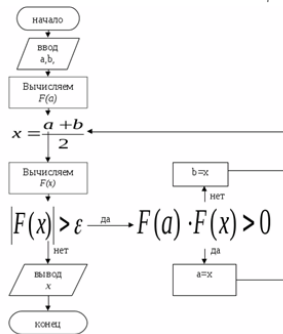 начало
ввод
a,b,
Вычисляем
F(a)
x = a + b / 2
Вычисляем
F(x)
|F(x)| > ε
да
F(a) · F(x) > 0
нет
b=x
да
a=x
нет
вывод
x
конец